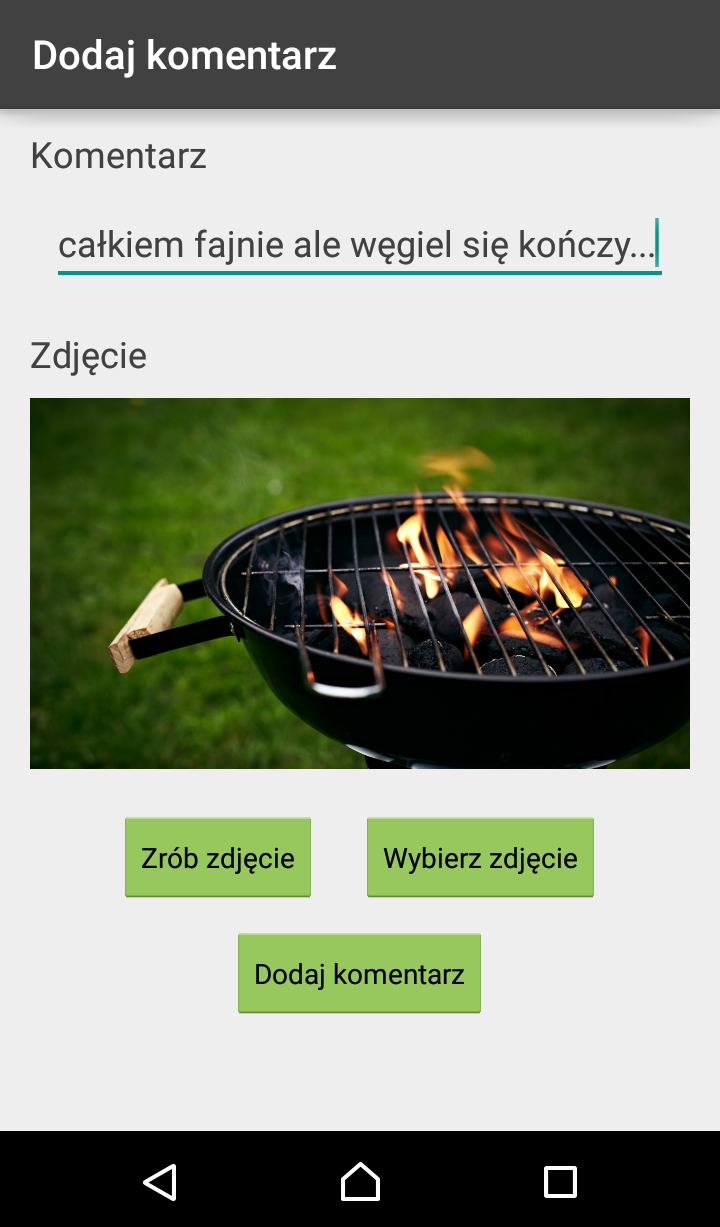 Dodaj komentarz
Komentarz
całkiem fajnie ale węgiel się kończy...
Zdjęcie
Zrób zdjęcie Wybierz zdjęcie
Dodaj komentarz